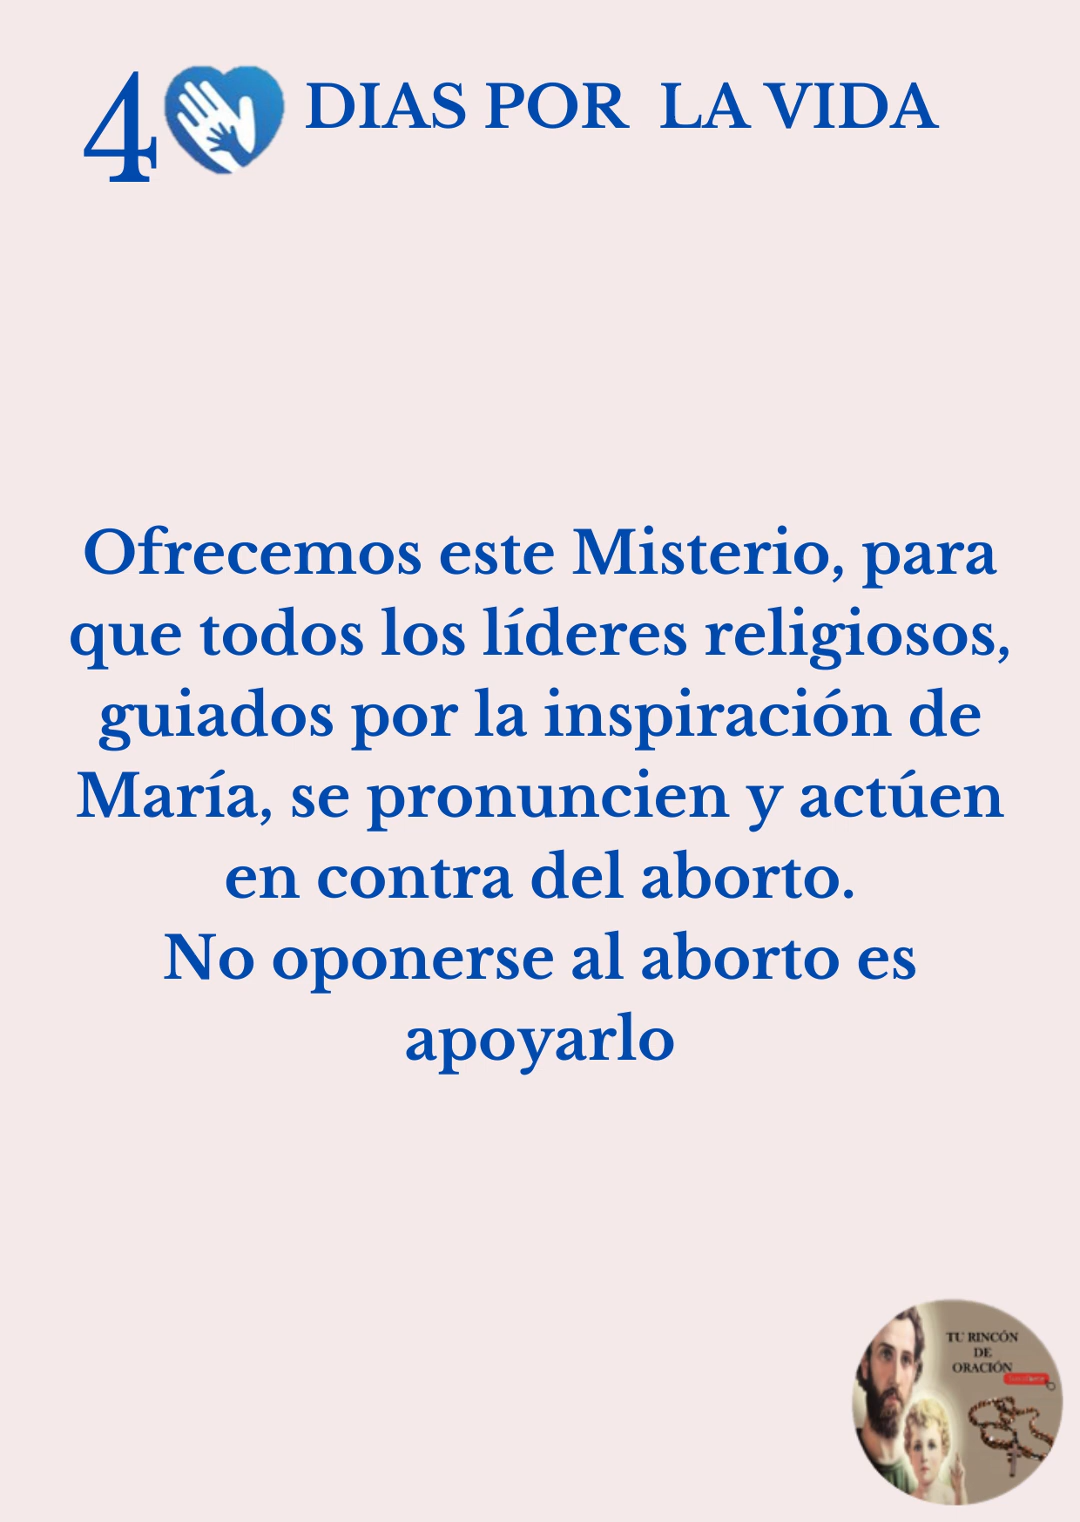 4 DIAS POR LA VIDA
Ofrecemos este Misterio, para
que todos los líderes religiosos,
guiados por la inspiración de
María, se pronuncien y actúen
en contra del aborto.
No oponerse al aborto es
apoyarlo
TU RINCÓN
DE
ORACIÓN